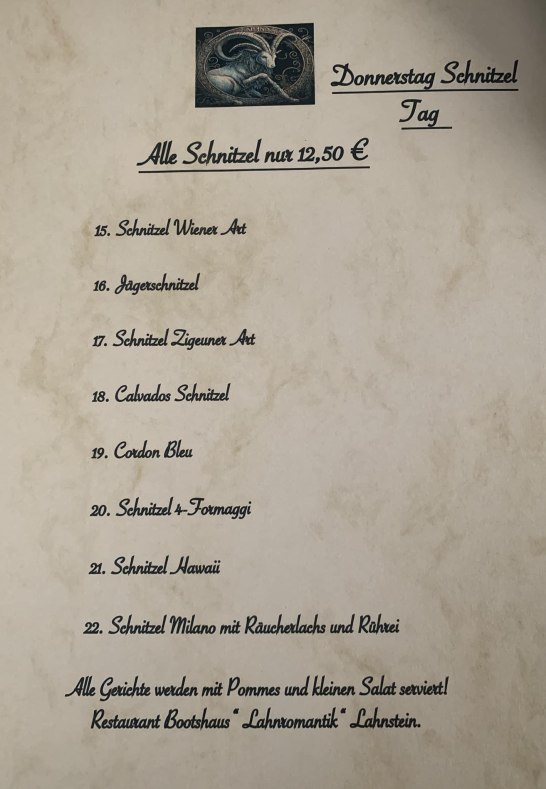 Donnerstag Schnitzel
Tag
Alle Schnitzel nur 12,50 €
15. Schnitzel Wiener Art
16. Jägerschnitzel
17. Schnitzel Zigeuner Art
18. Calvados Schnitzel
19. Cordon Bleu
20. Schnitzel 4-Formaggi
21. Schnitzel Hawaii
22. Schnitzel Milano mit Räucherlachs und Rührei
Alle Gerichte werden mit Pommes und kleinen Salat serviert!
Restaurant Bootshaus “ Lahnromantik “ Lahnstein.